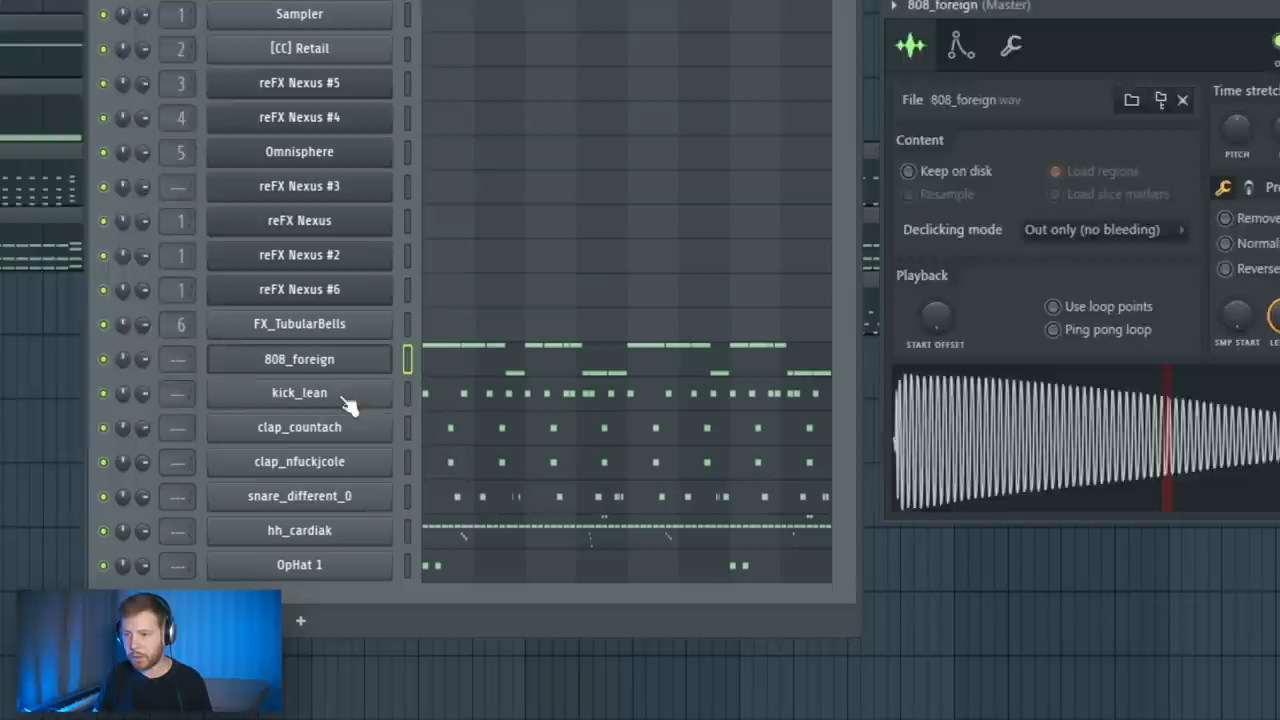 1 Sampler
2 [CC] Retail
3 reFX Nexus #5
4 reFX Nexus #4
5 Omnisphere
--- reFX Nexus #3
1 reFX Nexus
1 reFX Nexus #2
1 reFX Nexus #6
6 FX_TubularBells
--- 808_foreign
--- kick_lean
--- clap_countach
--- clap_nfuckjcole
--- snare_different_0
--- hh_cardiak
--- OpHat 1
+
808_foreign (Master)
File 808_foreign.wav
Time stretc
PITCH
Content
Keep on disk
Load regions
Resample
Load slice markers
Pre
Declicking mode Out only (no bleeding)
Remove
Normal
Reverse
Playback
Use loop points
Ping pong loop
START OFFSET
SMP START
LE